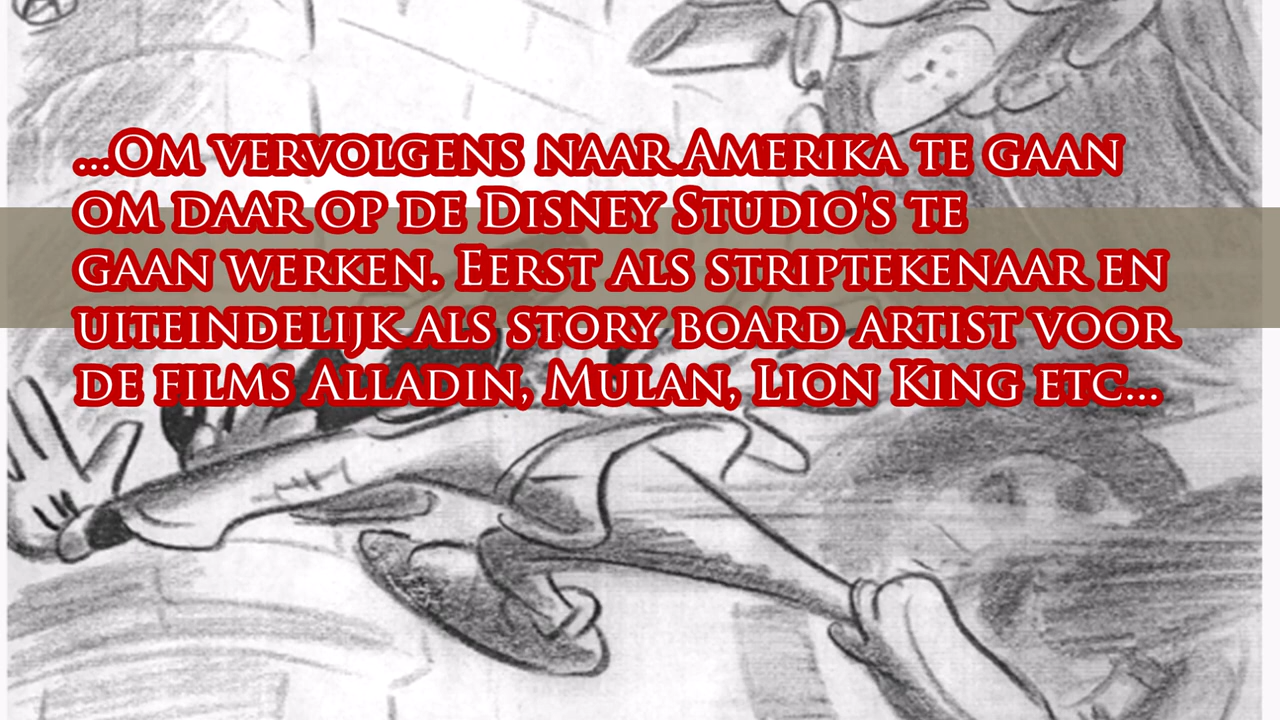 ...Om vervolgens naar Amerika te gaan
om daar op de Disney Studio's te
gaan werken. Eerst als striptekenaar en
uiteindelijk als story board artist voor
de films Alladin, Mulan, Lion King etc...